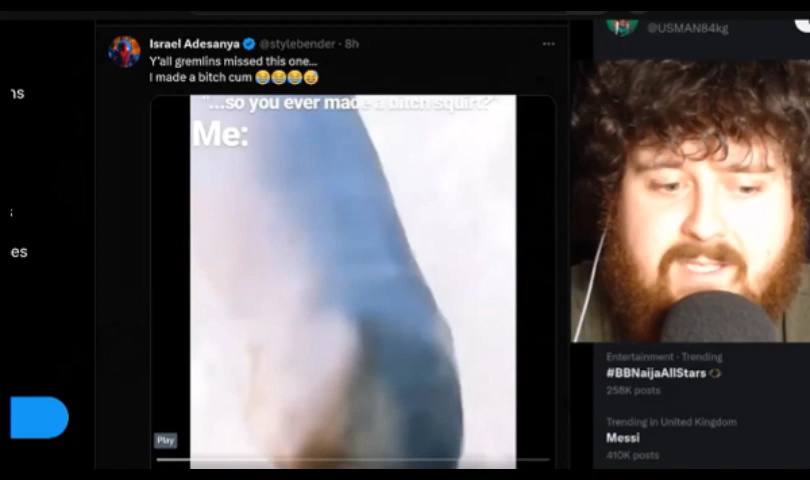 Israel Adesanya @stylebender · 8h
Y'all gremlins missed this one...
I made a bitch cum 😂😂😂😅
"...so you ever made a bitch squirt?"
Me:
Play
@USMAN84kg
es
Entertainment · Trending
#BBNaijaAllStars
258K posts
Trending in United Kingdom
Messi
410K posts